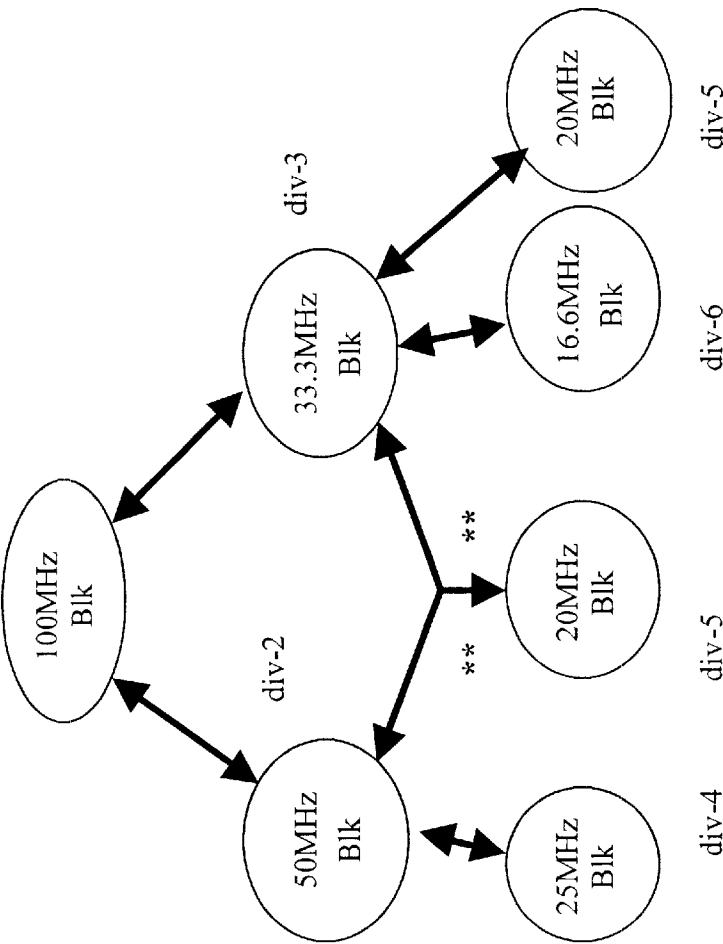 100MHz
Blk
div-2
div-3
50MHz
Blk
33.3MHz
Blk
**
**
25MHz
Blk
20MHz
Blk
16.6MHz
Blk
20MHz
Blk
div-4
div-5
div-6
div-5